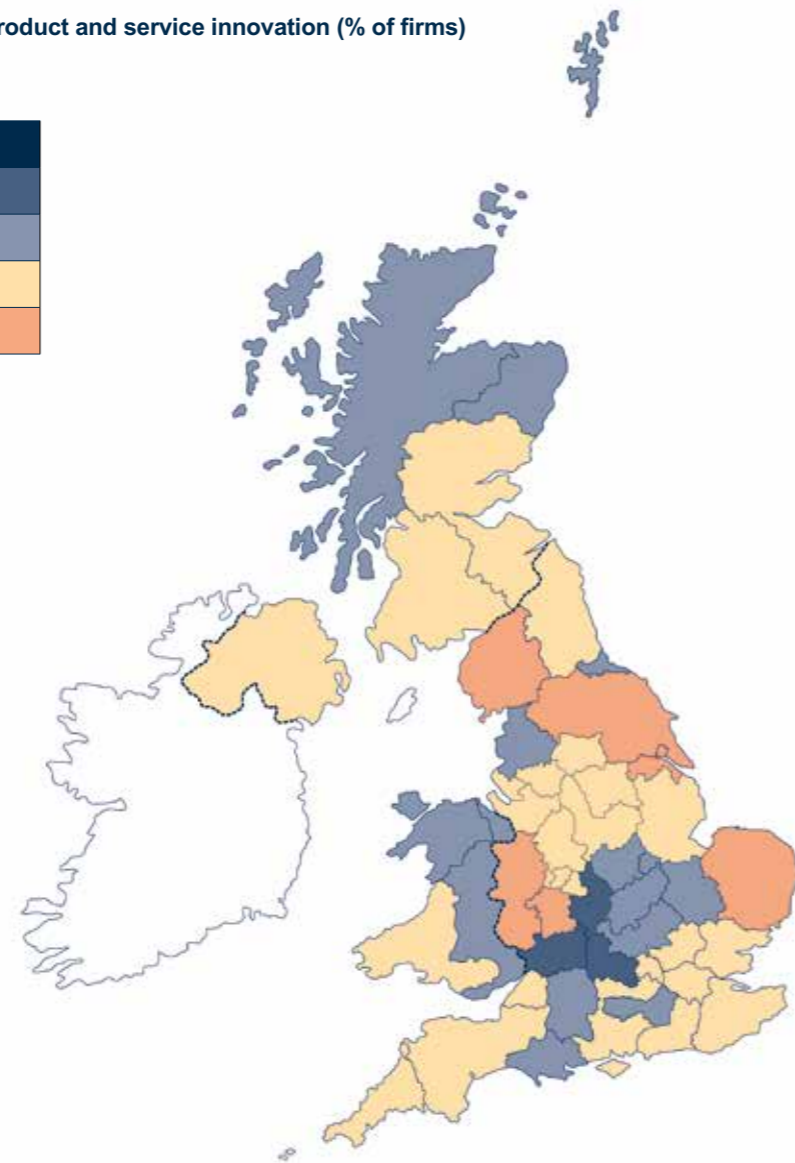 roduct and service innovation (% of firms)